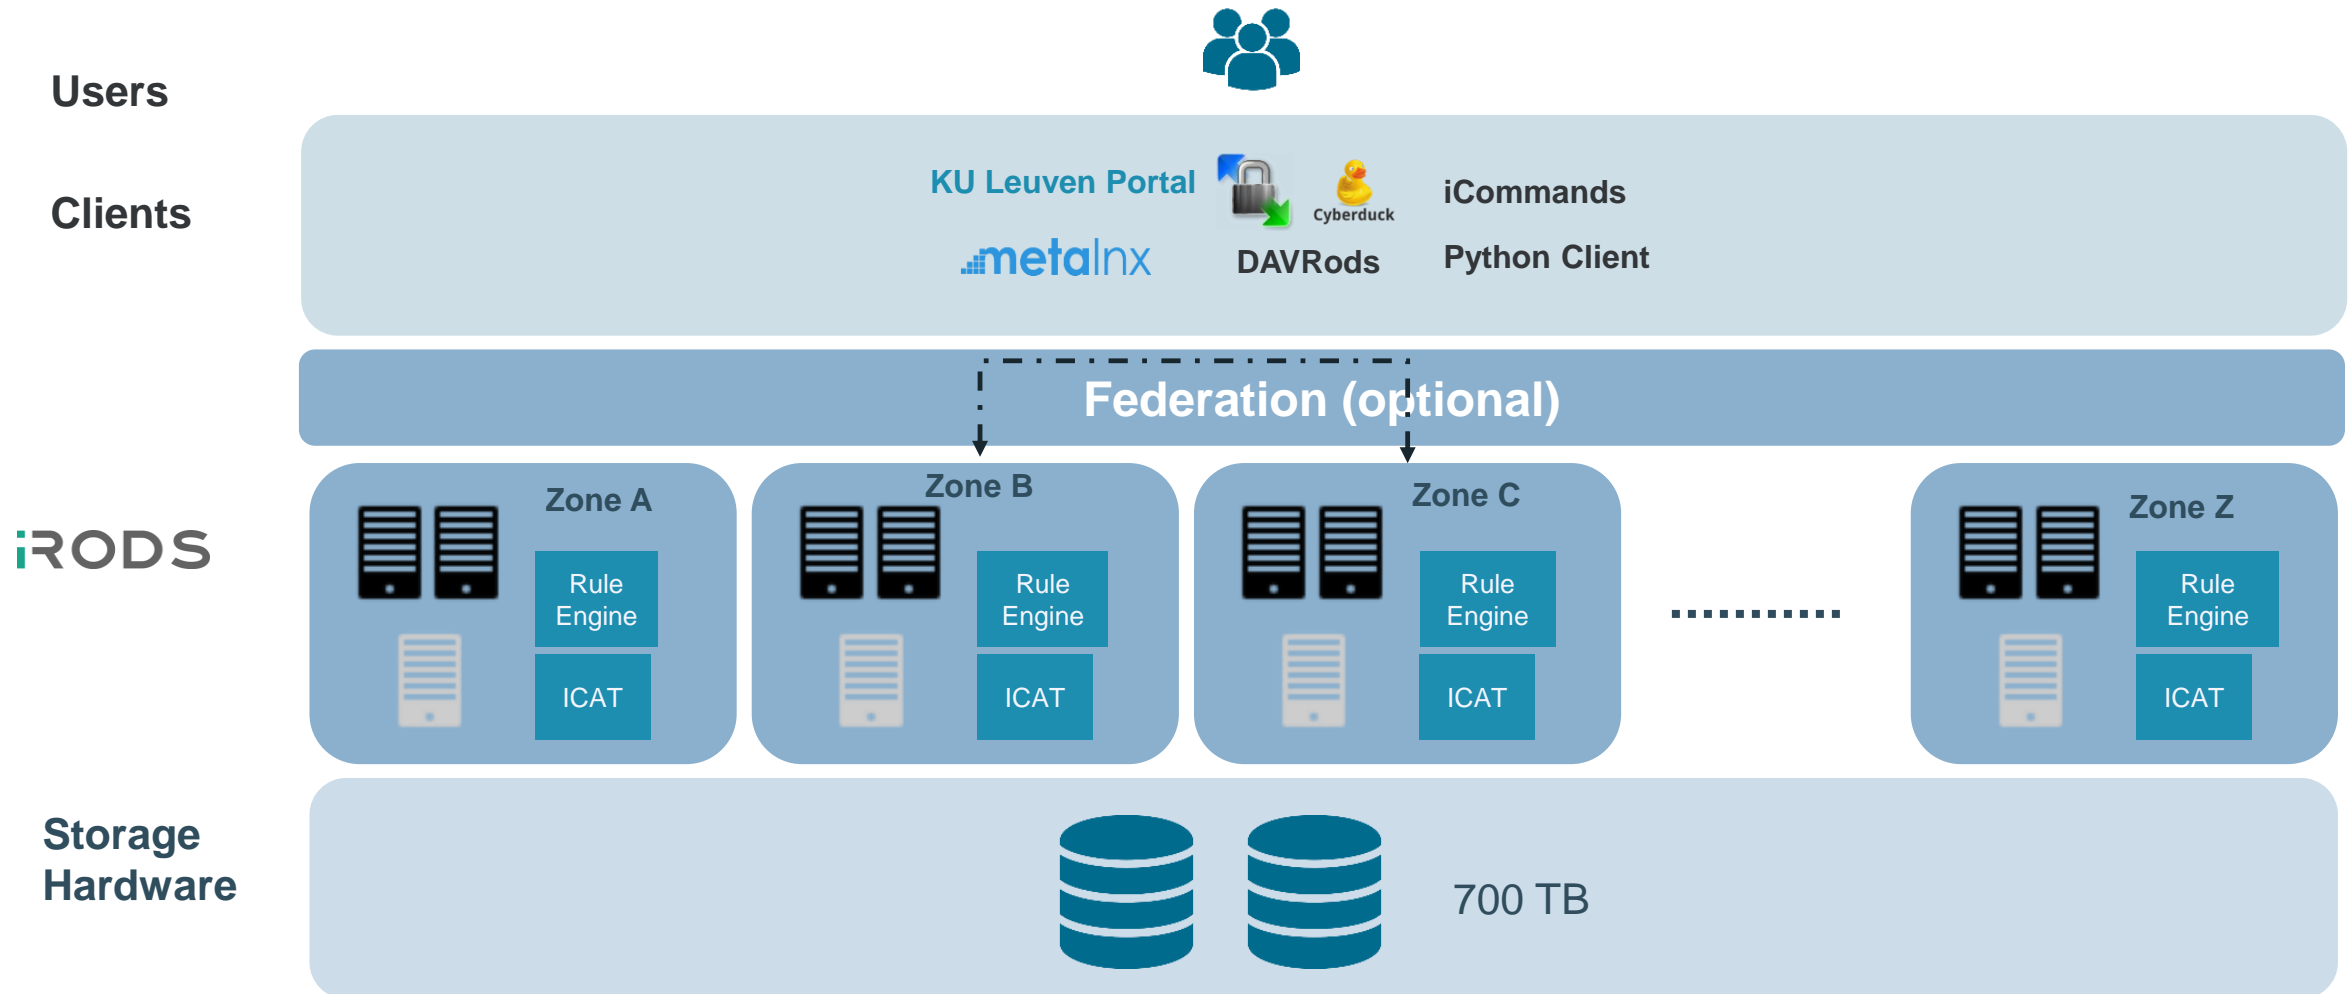 Users
Clients
KU Leuven Portal
Cyberduck
iCommands
metalnx
DAVRods
Python Client
Federation (optional)
iRODS
Zone A
Rule
Engine
ICAT
Zone B
Rule
Engine
ICAT
Zone C
Rule
Engine
ICAT
Zone Z
Rule
Engine
ICAT
Storage
Hardware
700 TB